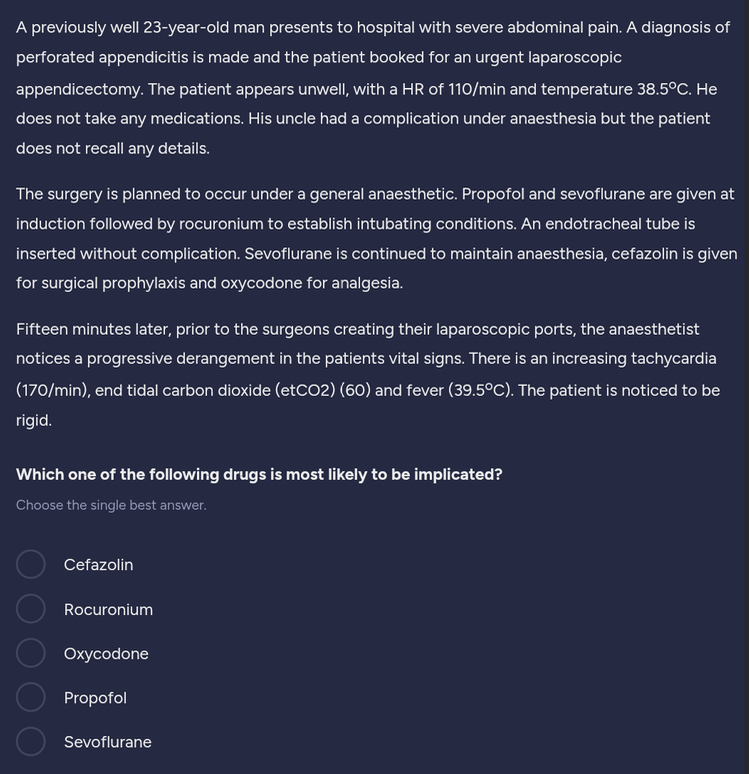 A previously well 23-year-old man presents to hospital with severe abdominal pain. A diagnosis of
perforated appendicitis is made and the patient booked for an urgent laparoscopic
appendicectomy. The patient appears unwell, with a HR of 110/min and temperature 38.5ºC. He
does not take any medications. His uncle had a complication under anaesthesia but the patient
does not recall any details.
The surgery is planned to occur under a general anaesthetic. Propofol and sevoflurane are given at
induction followed by rocuronium to establish intubating conditions. An endotracheal tube is
inserted without complication. Sevoflurane is continued to maintain anaesthesia, cefazolin is given
for surgical prophylaxis and oxycodone for analgesia.
Fifteen minutes later, prior to the surgeons creating their laparoscopic ports, the anaesthetist
notices a progressive derangement in the patients vital signs. There is an increasing tachycardia
(170/min), end tidal carbon dioxide (etCO2) (60) and fever (39.5ºC). The patient is noticed to be
rigid.
Which one of the following drugs is most likely to be implicated?
Choose the single best answer.
Cefazolin
Rocuronium
Oxycodone
Propofol
Sevoflurane